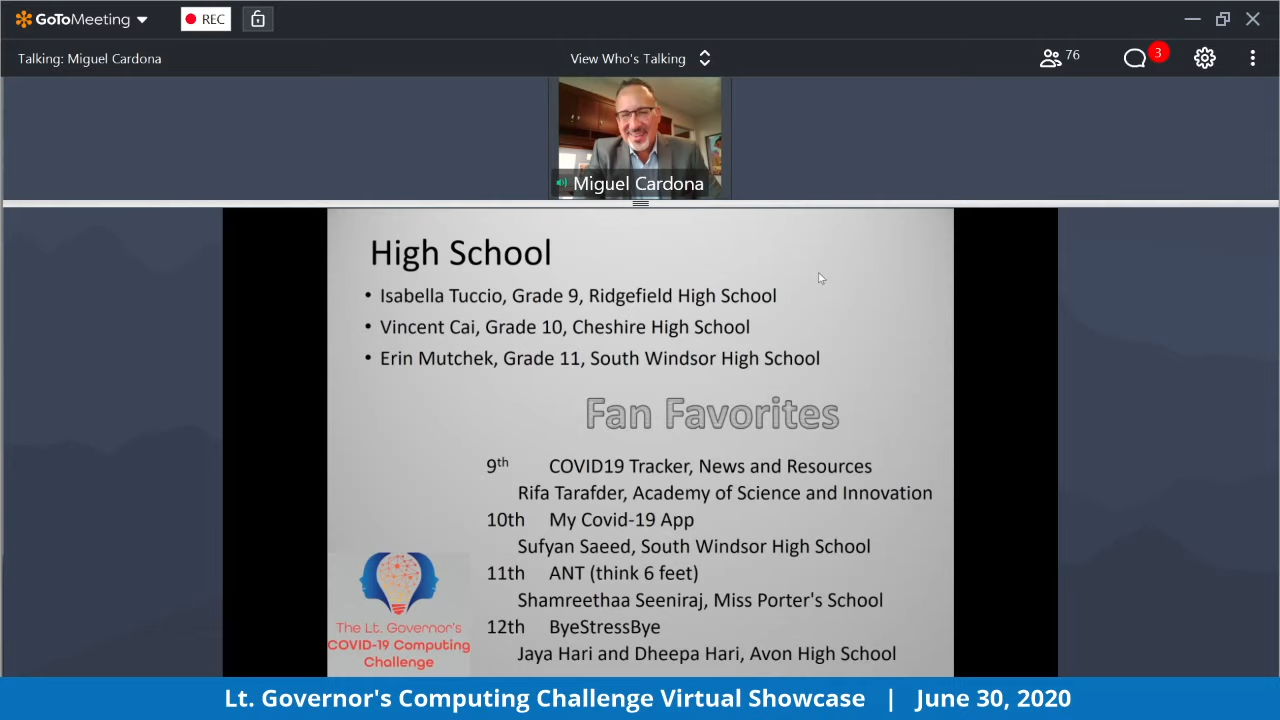 GoToMeeting
REC
Talking: Miguel Cardona
View Who's Talking
76
3
Miguel Cardona
High School
• Isabella Tuccio, Grade 9, Ridgefield High School
• Vincent Cai, Grade 10, Cheshire High School
• Erin Mutchek, Grade 11, South Windsor High School
Fan Favorites
9th COVID19 Tracker, News and Resources
Rifa Tarafder, Academy of Science and Innovation
10th My Covid-19 App
Sufyan Saeed, South Windsor High School
11th ANT (think 6 feet)
Shamreethaa Seeniraj, Miss Porter's School
12th ByeStressBye
Jaya Hari and Dheepa Hari, Avon High School
The Lt. Governor's
COVID-19 Computing
Challenge
Lt. Governor's Computing Challenge Virtual Showcase | June 30, 2020